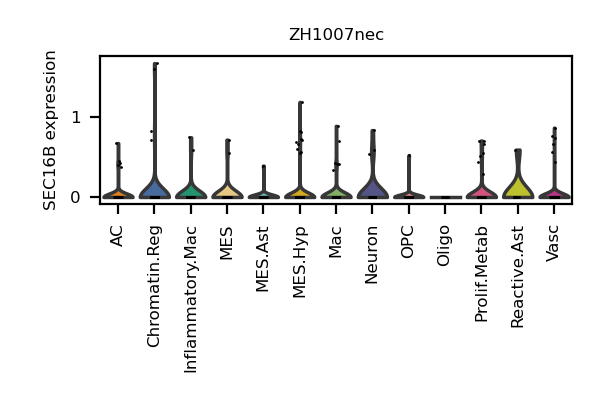 ZH1007nec
SEC16B expression
1
0
AC
Chromatin.Reg
Inflammatory.Mac
MES
MES.Ast
MES.Hyp
Mac
Neuron
OPC
Oligo
Prolif.Metab
Reactive.Ast
Vasc